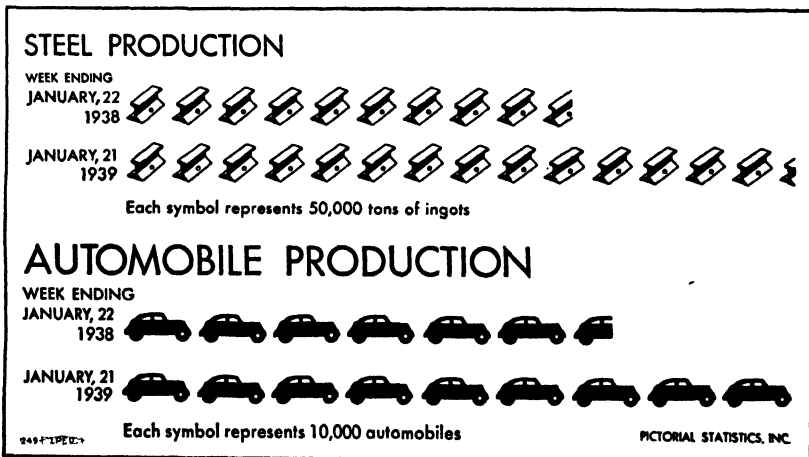 STEEL PRODUCTION
WEEK ENDING
JANUARY, 22
1938
JANUARY, 21
1939
Each symbol represents 50,000 tons of ingots
AUTOMOBILE PRODUCTION
WEEK ENDING
JANUARY, 22
1938
JANUARY, 21
1939
Each symbol represents 10,000 automobiles
PICTORIAL STATISTICS, INC.